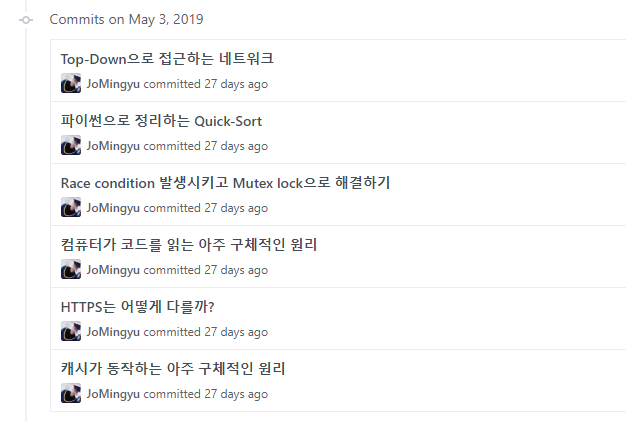 Commits on May 3, 2019
Top-Down으로 접근하는 네트워크
JoMingyu committed 27 days ago
파이썬으로 정리하는 Quick-Sort
JoMingyu committed 27 days ago
Race condition 발생시키고 Mutex lock으로 해결하기
JoMingyu committed 27 days ago
컴퓨터가 코드를 읽는 아주 구체적인 원리
JoMingyu committed 27 days ago
HTTPS는 어떻게 다를까?
JoMingyu committed 27 days ago
캐시가 동작하는 아주 구체적인 원리
JoMingyu committed 27 days ago